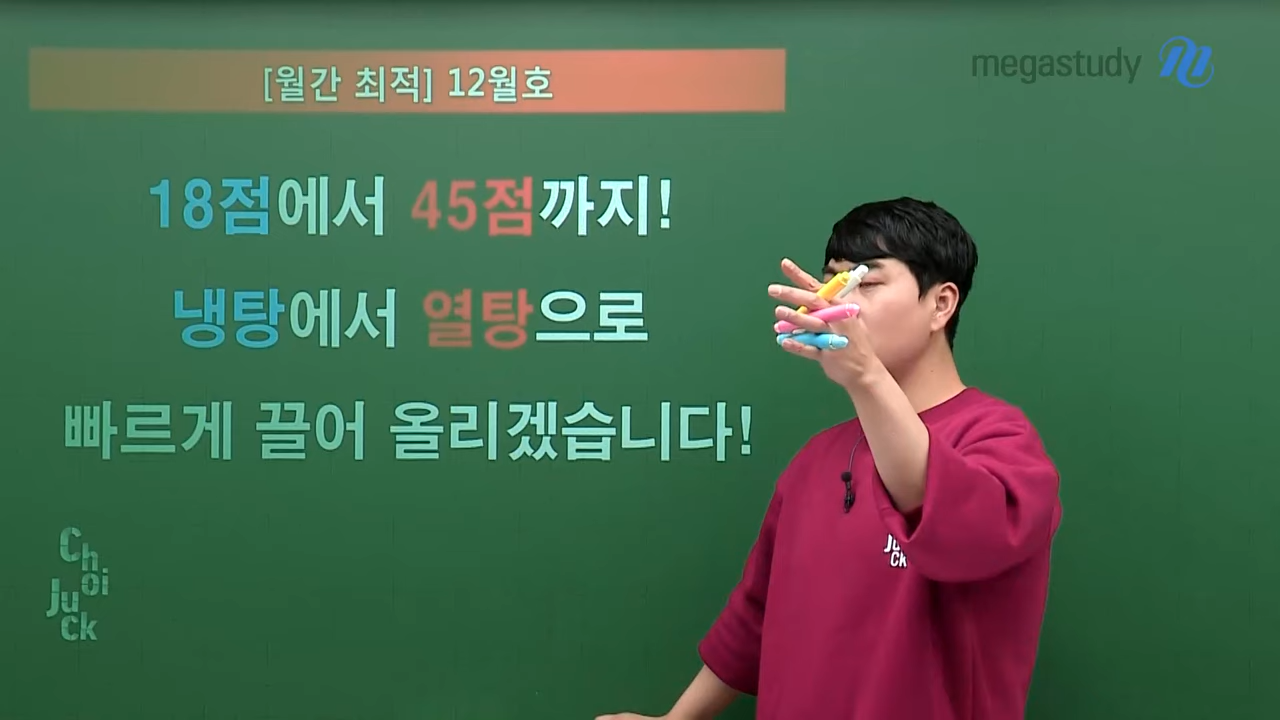 [월간 최적] 12월호
megastudy
18점에서 45점까지!
냉탕에서 열탕으로
빠르게 끌어 올리겠습니다!
Ch
oi
Ju
ck
Ju
Ck